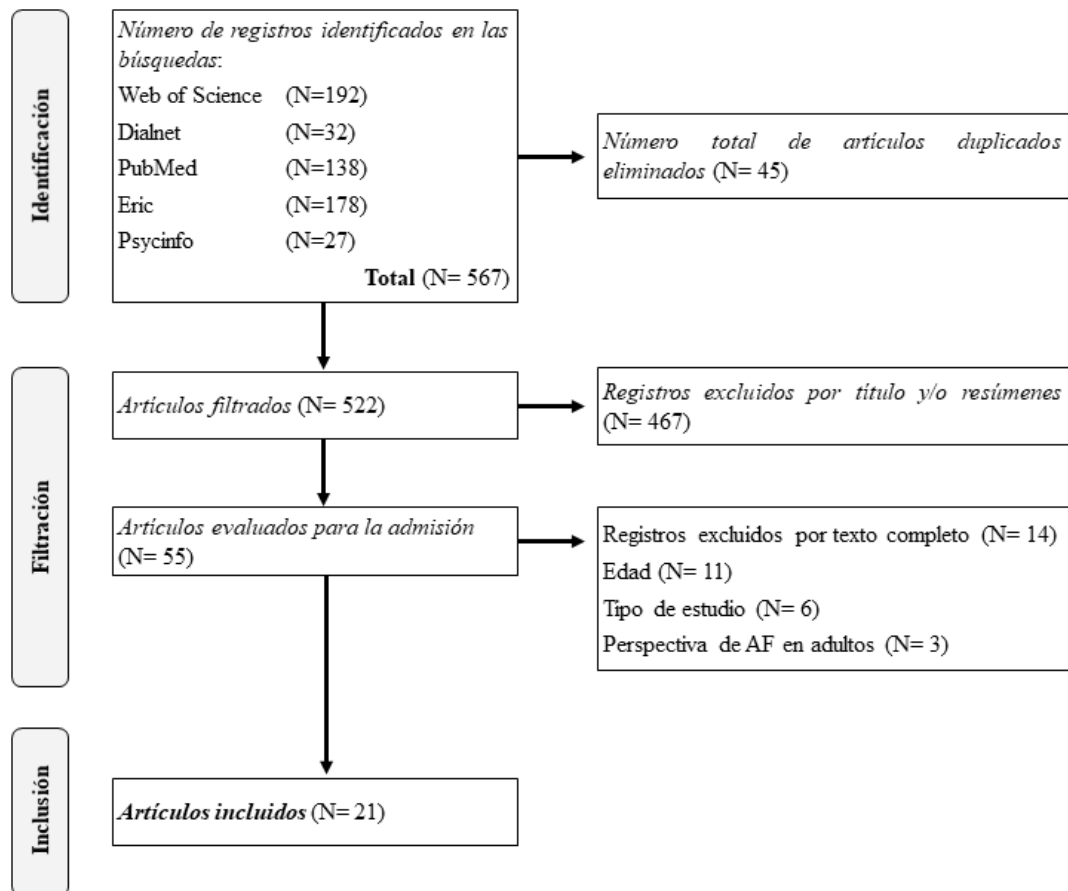 Identificación
Número de registros identificados en las
búsquedas:
Web of Science (N=192)
Dialnet (N=32)
PubMed (N=138)
Eric (N=178)
Psycinfo (N=27)
Total (N= 567)
Número total de artículos duplicados
eliminados (N= 45)
Filtración
Artículos filtrados (N= 522)
Registros excluidos por título y/o resúmenes
(N= 467)
Artículos evaluados para la admisión
(N= 55)
Registros excluidos por texto completo (N= 14)
Edad (N= 11)
Tipo de estudio (N= 6)
Perspectiva de AF en adultos (N= 3)
Inclusión
Artículos incluidos (N= 21)